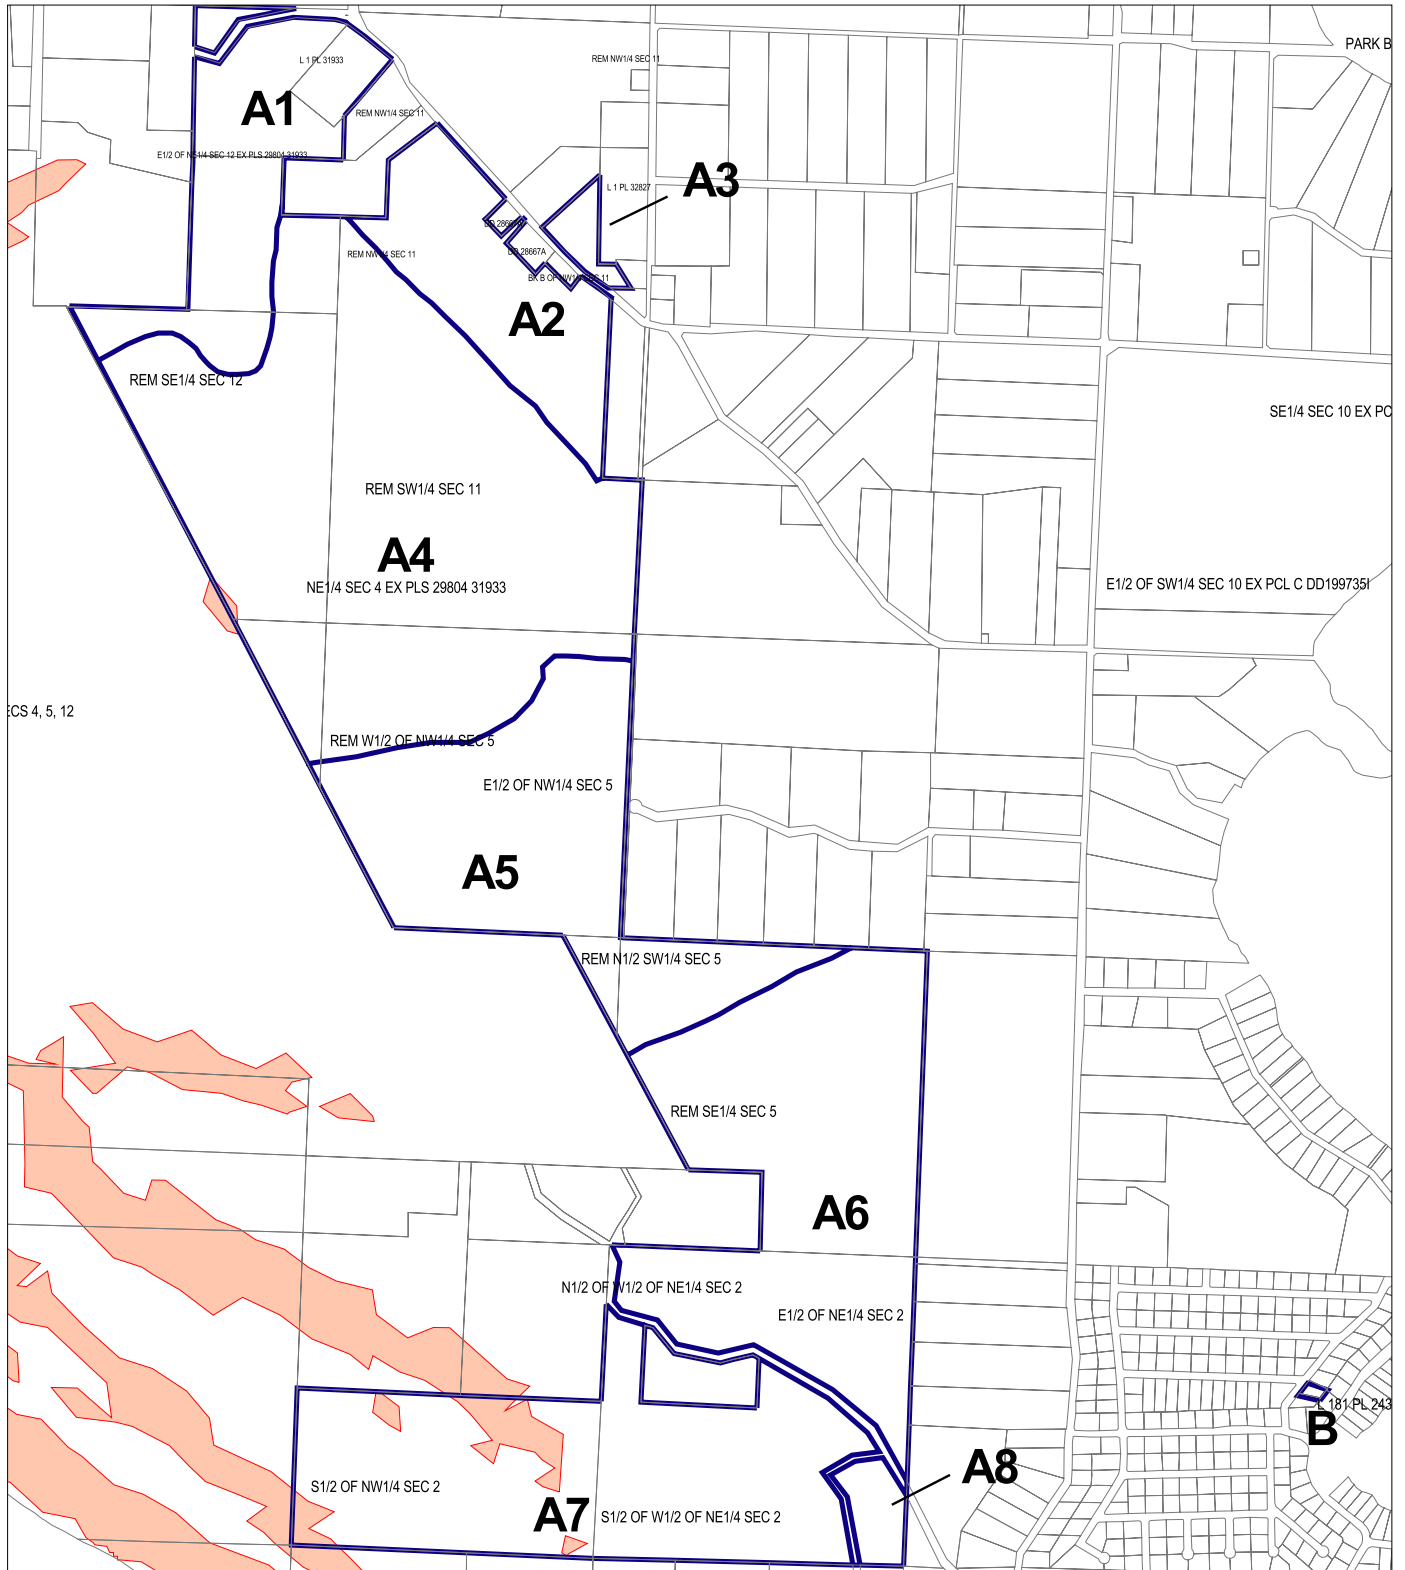 PARK B
L 1 PL 31933
REM NW1/4 SEC 11
A1
REM NW1/4 SEC 11
E1/2 OF NE1/4 SEC 12 EX PLS 29804 31933
A3
L 1 PL 32827
DD 28667A
REM NW1/4 SEC 11
BK B OF NW1/4 SEC 11
A2
REM SE1/4 SEC 12
SE1/4 SEC 10 EX PC
REM SW1/4 SEC 11
A4
NE1/4 SEC 4 EX PLS 29804 31933
E1/2 OF SW1/4 SEC 10 EX PCL C DD199735I
ECS 4, 5, 12
REM W1/2 OF NW1/4 SEC 5
E1/2 OF NW1/4 SEC 5
A5
REM N1/2 SW1/4 SEC 5
REM SE1/4 SEC 5
A6
N1/2 OF W1/2 OF NE1/4 SEC 2
E1/2 OF NE1/4 SEC 2
L 181 PL 243
B
A8
S1/2 OF NW1/4 SEC 2
A7
S1/2 OF W1/2 OF NE1/4 SEC 2